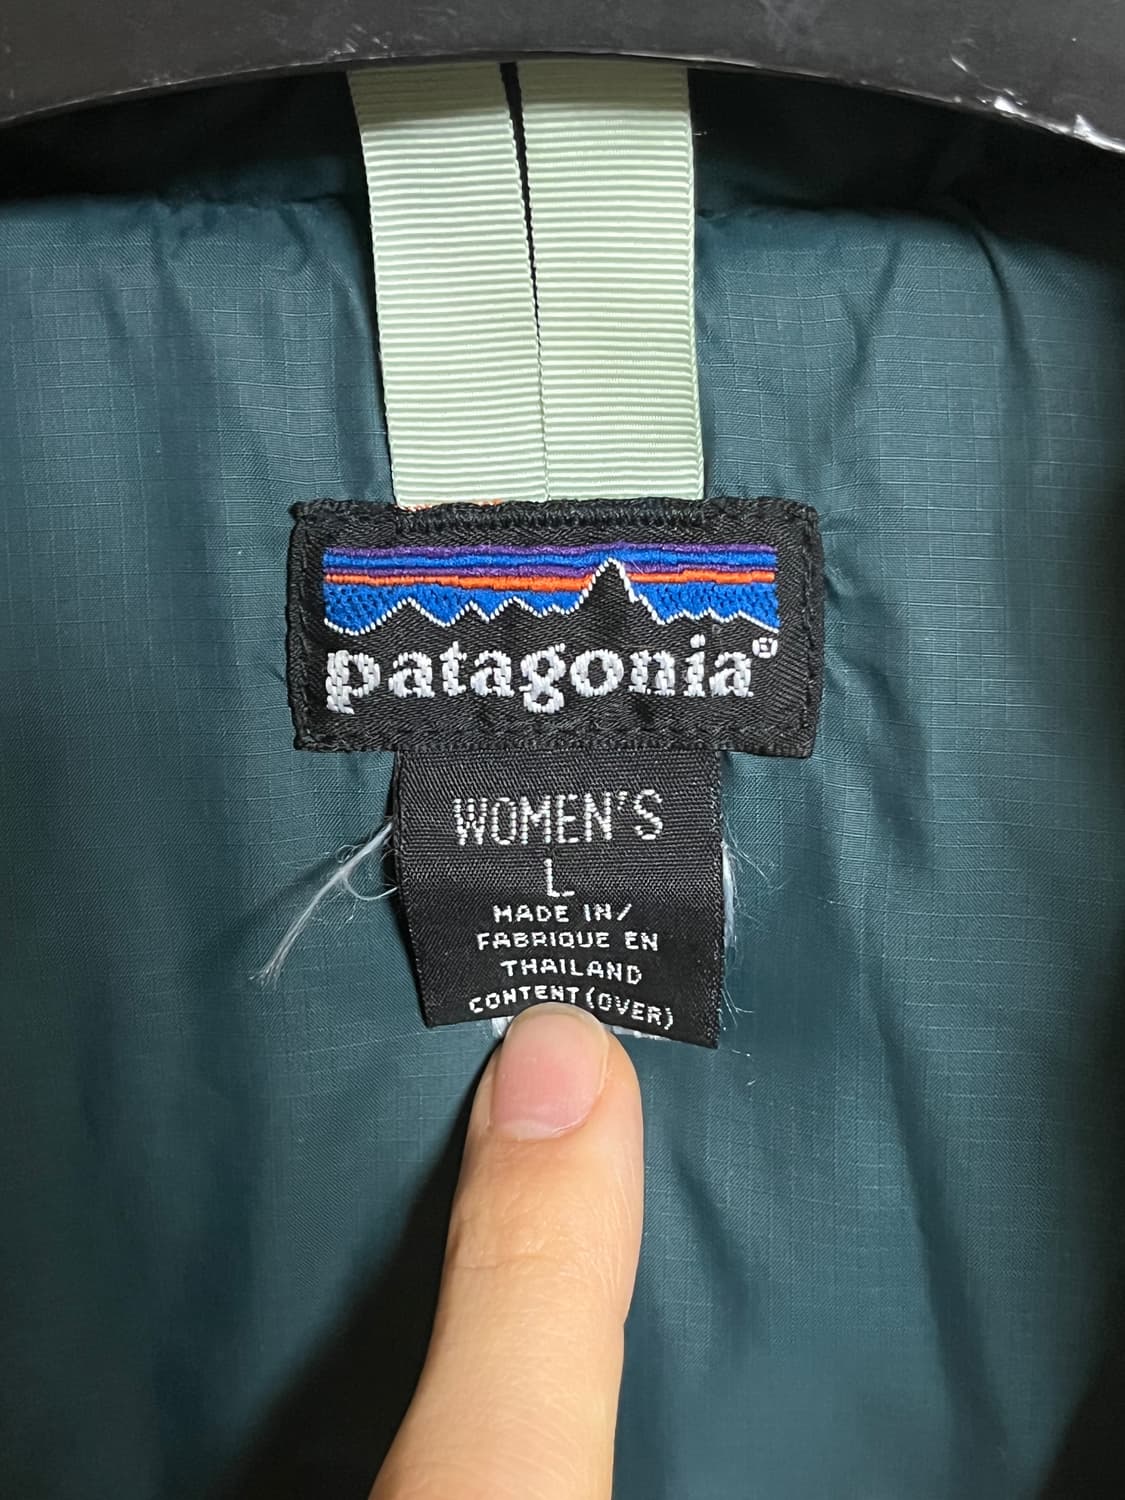 patagonia®
WOMEN'S
L
MADE IN/
FABRIQUE EN
THAILAND
CONTENT (OVER)